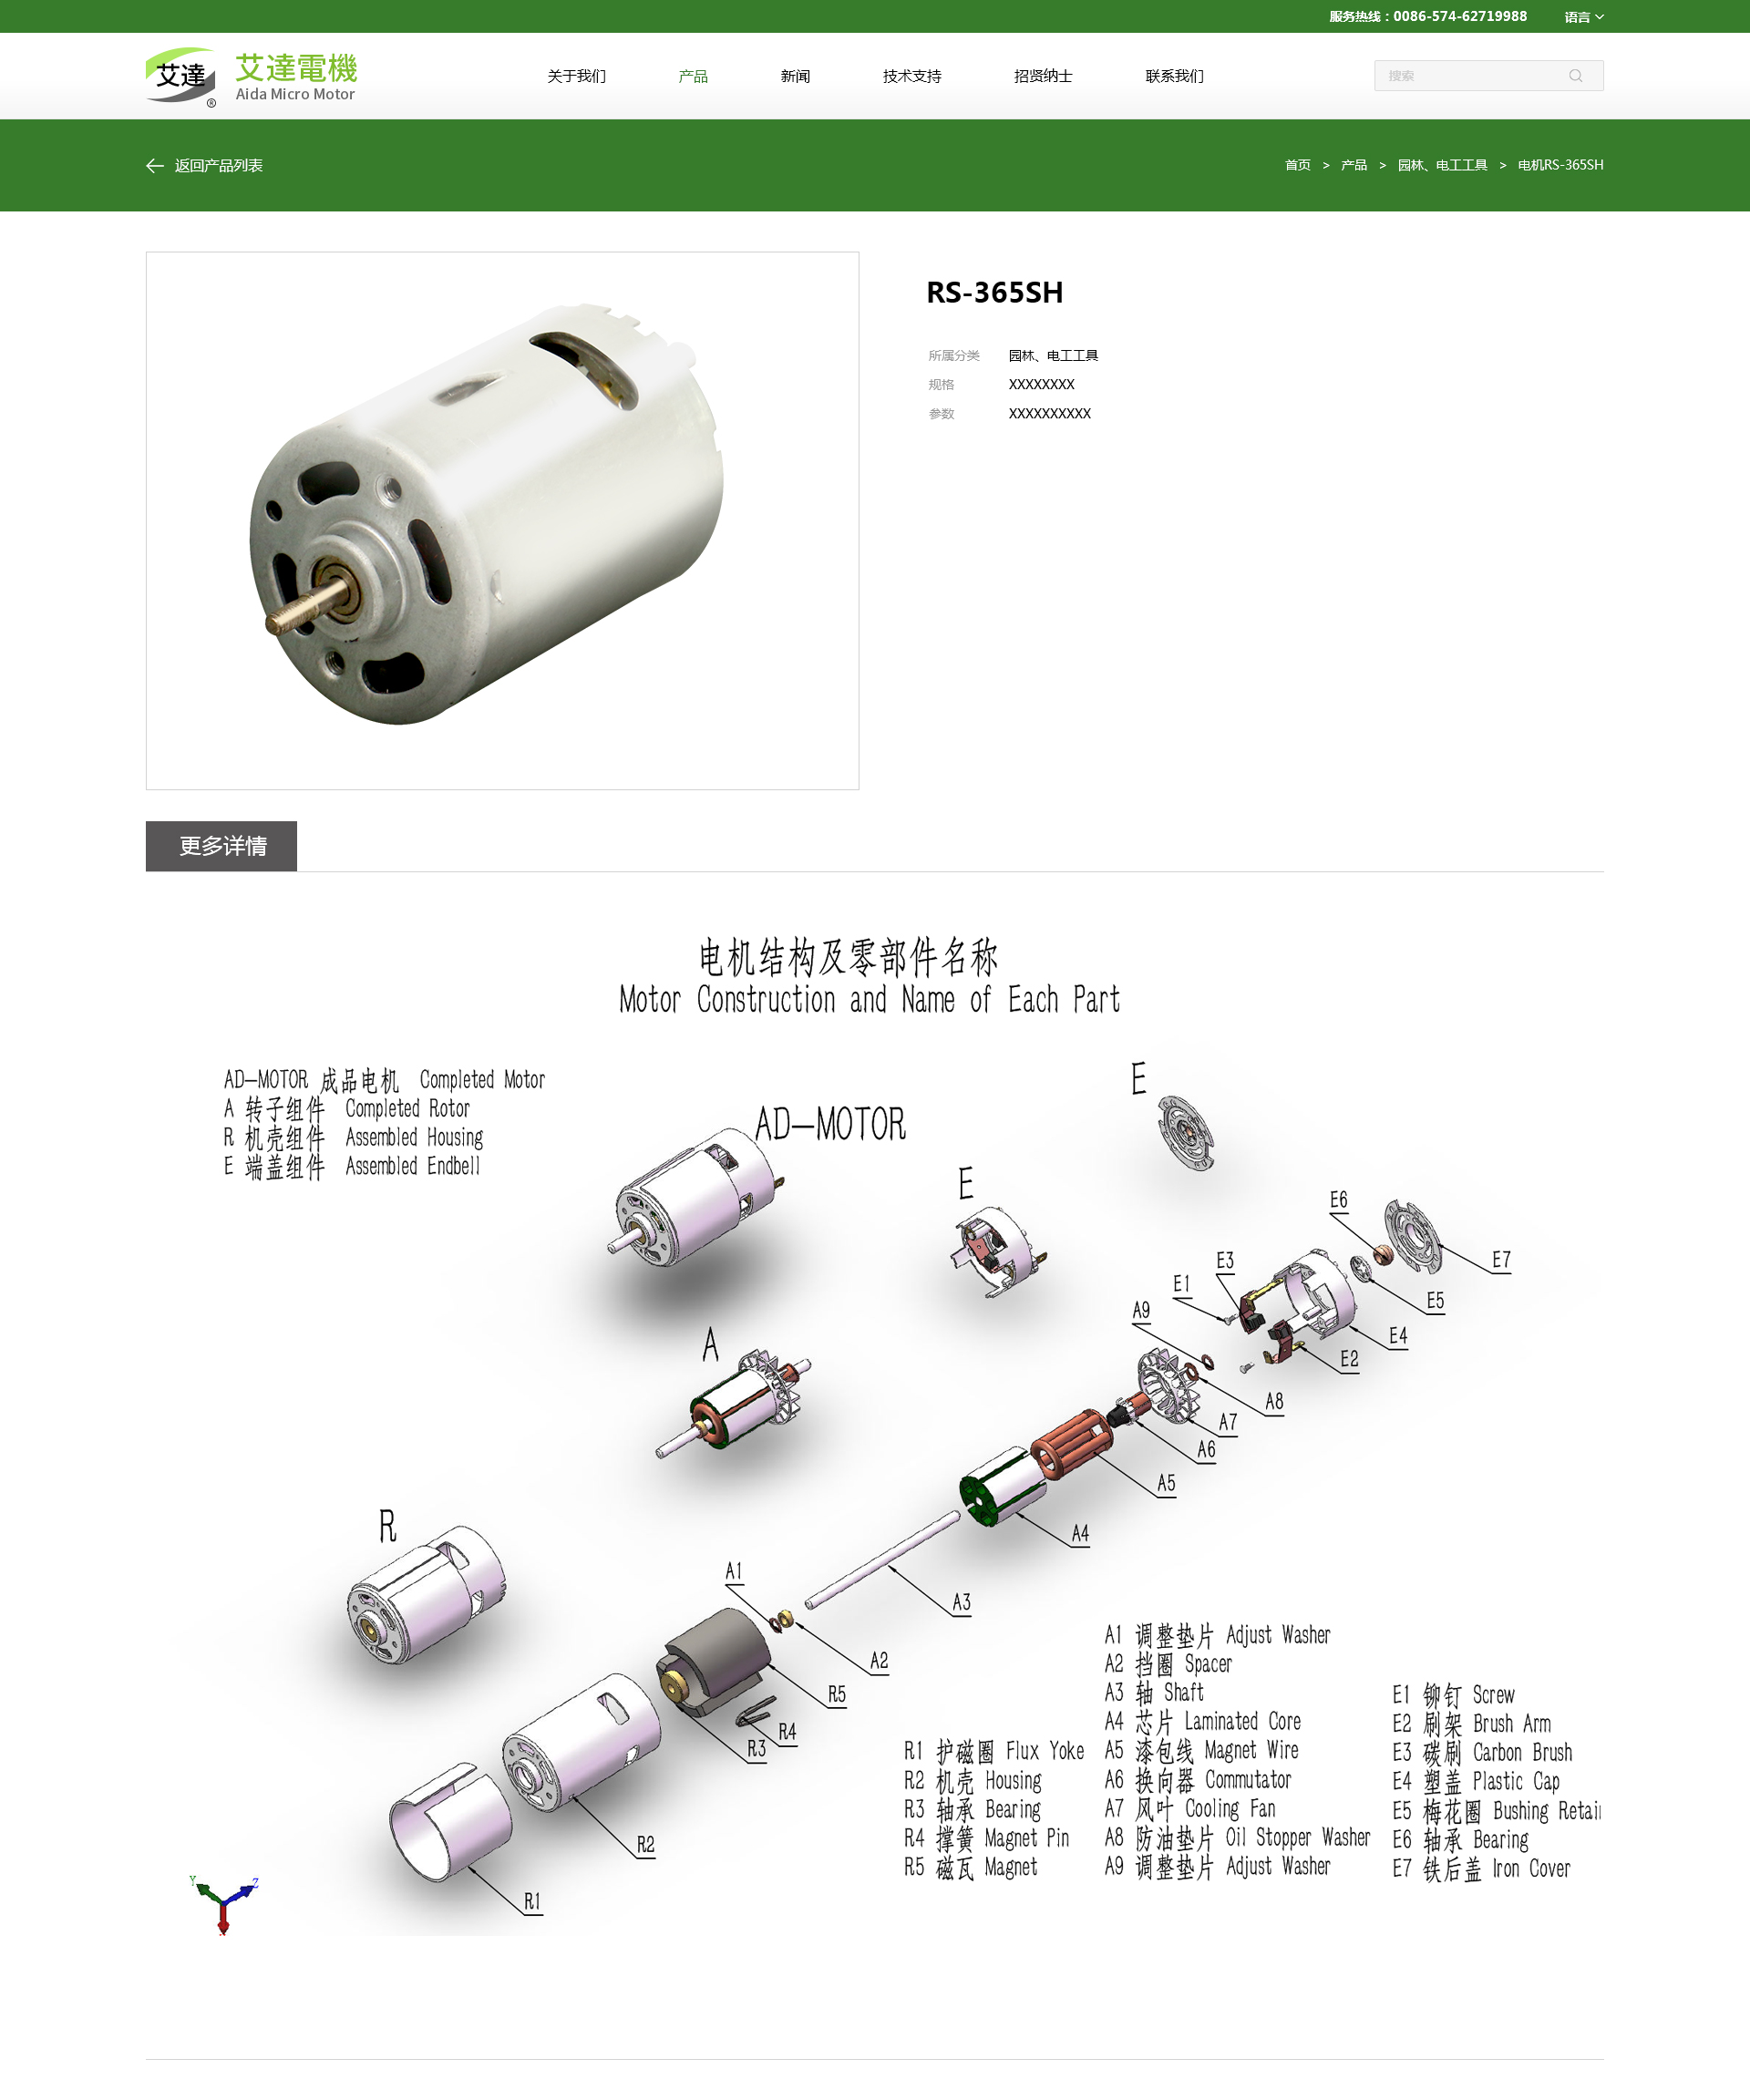 服务热线：0086-574-62719988
语言
艾達
®
艾達電機
Aida Micro Motor
关于我们
产品
新闻
技术支持
招贤纳士
联系我们
搜索
返回产品列表
首页 > 产品 > 园林、电工工具 > 电机RS-365SH
RS-365SH
所属分类 园林、电工工具
规格 XXXXXXXX
参数 XXXXXXXXXX
更多详情
电机结构及零部件名称
Motor Construction and Name of Each Part
AD-MOTOR 成品电机 Completed Motor
A 转子组件 Completed Rotor
R 机壳组件 Assembled Housing
E 端盖组件 Assembled Endbell
AD-MOTOR
E
E
E6
E7
E3
E1
E5
A9
E4
E2
A
A8
A7
A6
A5
R
A4
A1
A3
A2
R5
R4
R3
R2
R1
Y
Z
R1 护磁圈 Flux Yoke
R2 机壳 Housing
R3 轴承 Bearing
R4 撑簧 Magnet Pin
R5 磁瓦 Magnet
A1 调整垫片 Adjust Washer
A2 挡圈 Spacer
A3 轴 Shaft
A4 芯片 Laminated Core
A5 漆包线 Magnet Wire
A6 换向器 Commutator
A7 风叶 Cooling Fan
A8 防油垫片 Oil Stopper Washer
A9 调整垫片 Adjust Washer
E1 铆钉 Screw
E2 刷架 Brush Arm
E3 碳刷 Carbon Brush
E4 塑盖 Plastic Cap
E5 梅花圈 Bushing Retai
E6 轴承 Bearing
E7 铁后盖 Iron Cover